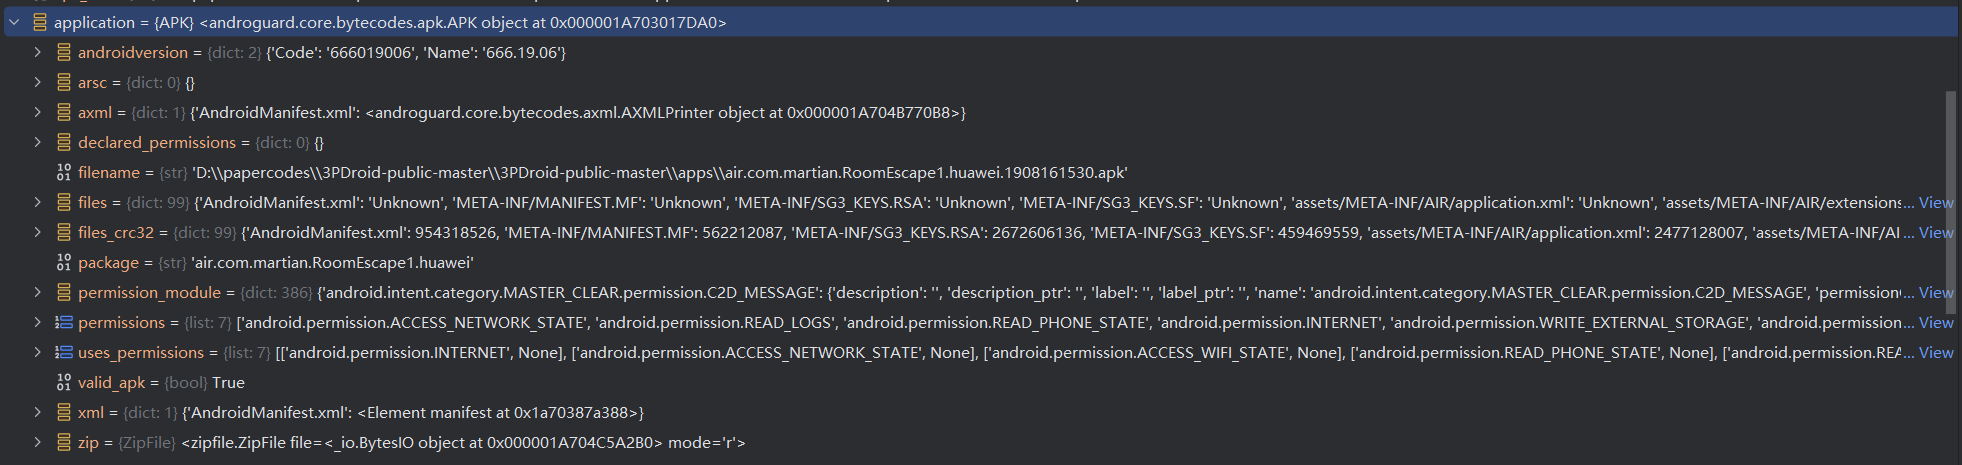 application = {APK} <androguard.core.bytecodes.apk.APK object at 0x000001A703017DA0>
androidversion = {dict: 2} {'Code': '666019006', 'Name': '666.19.06'}
arsc = {dict: 0} {}
axml = {dict: 1} {'AndroidManifest.xml': <androguard.core.bytecodes.axml.AXMLPrinter object at 0x000001A704B770B8>}
declared_permissions = {dict: 0} {}
filename = {str} 'D:\\papercodes\\3PDroid-public-master\\3PDroid-public-master\\apps\\air.com.martian.RoomEscape1.huawei.1908161530.apk'
files = {dict: 99} {'AndroidManifest.xml': 'Unknown', 'META-INF/MANIFEST.MF': 'Unknown', 'META-INF/SG3_KEYS.RSA': 'Unknown', 'META-INF/SG3_KEYS.SF': 'Unknown', 'assets/META-INF/AIR/application.xml': 'Unknown', 'assets/META-INF/AIR/extensions... View
files_crc32 = {dict: 99} {'AndroidManifest.xml': 954318526, 'META-INF/MANIFEST.MF': 562212087, 'META-INF/SG3_KEYS.RSA': 2672606136, 'META-INF/SG3_KEYS.SF': 459469559, 'assets/META-INF/AIR/application.xml': 2477128007, 'assets/META-INF/AI... View
package = {str} 'air.com.martian.RoomEscape1.huawei'
permission_module = {dict: 386} {'android.intent.category.MASTER_CLEAR.permission.C2D_MESSAGE': {'description': '', 'description_ptr': '', 'label': '', 'label_ptr': '', 'name': 'android.intent.category.MASTER_CLEAR.permission.C2D_MESSAGE', 'permission... View
permissions = {list: 7} ['android.permission.ACCESS_NETWORK_STATE', 'android.permission.READ_LOGS', 'android.permission.READ_PHONE_STATE', 'android.permission.INTERNET', 'android.permission.WRITE_EXTERNAL_STORAGE', 'android.permission... View
uses_permissions = {list: 7} [['android.permission.INTERNET', None], ['android.permission.ACCESS_NETWORK_STATE', None], ['android.permission.ACCESS_WIFI_STATE', None], ['android.permission.READ_PHONE_STATE', None], ['android.permission.REA... View
valid_apk = {bool} True
xml = {dict: 1} {'AndroidManifest.xml': <Element manifest at 0x1a70387a388>}
zip = {ZipFile} <zipfile.ZipFile file=<_io.BytesIO object at 0x000001A704C5A2B0> mode='r'>